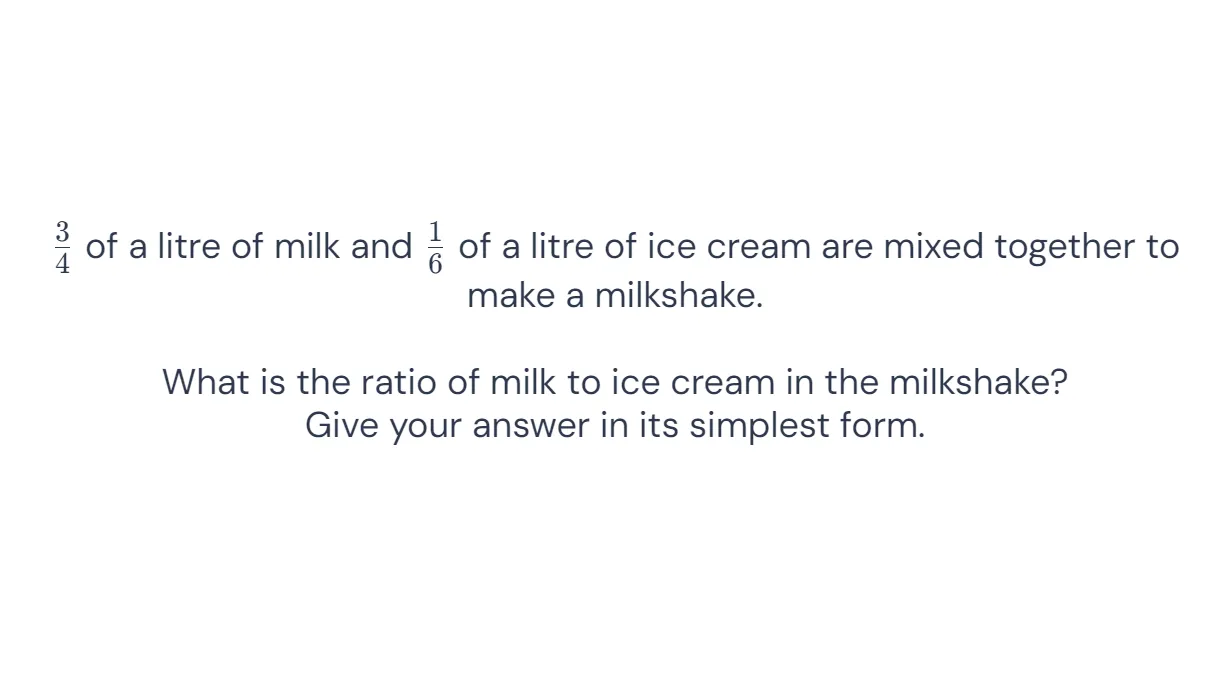 3/4 of a litre of milk and 1/6 of a litre of ice cream are mixed together to
make a milkshake.
What is the ratio of milk to ice cream in the milkshake?
Give your answer in its simplest form.